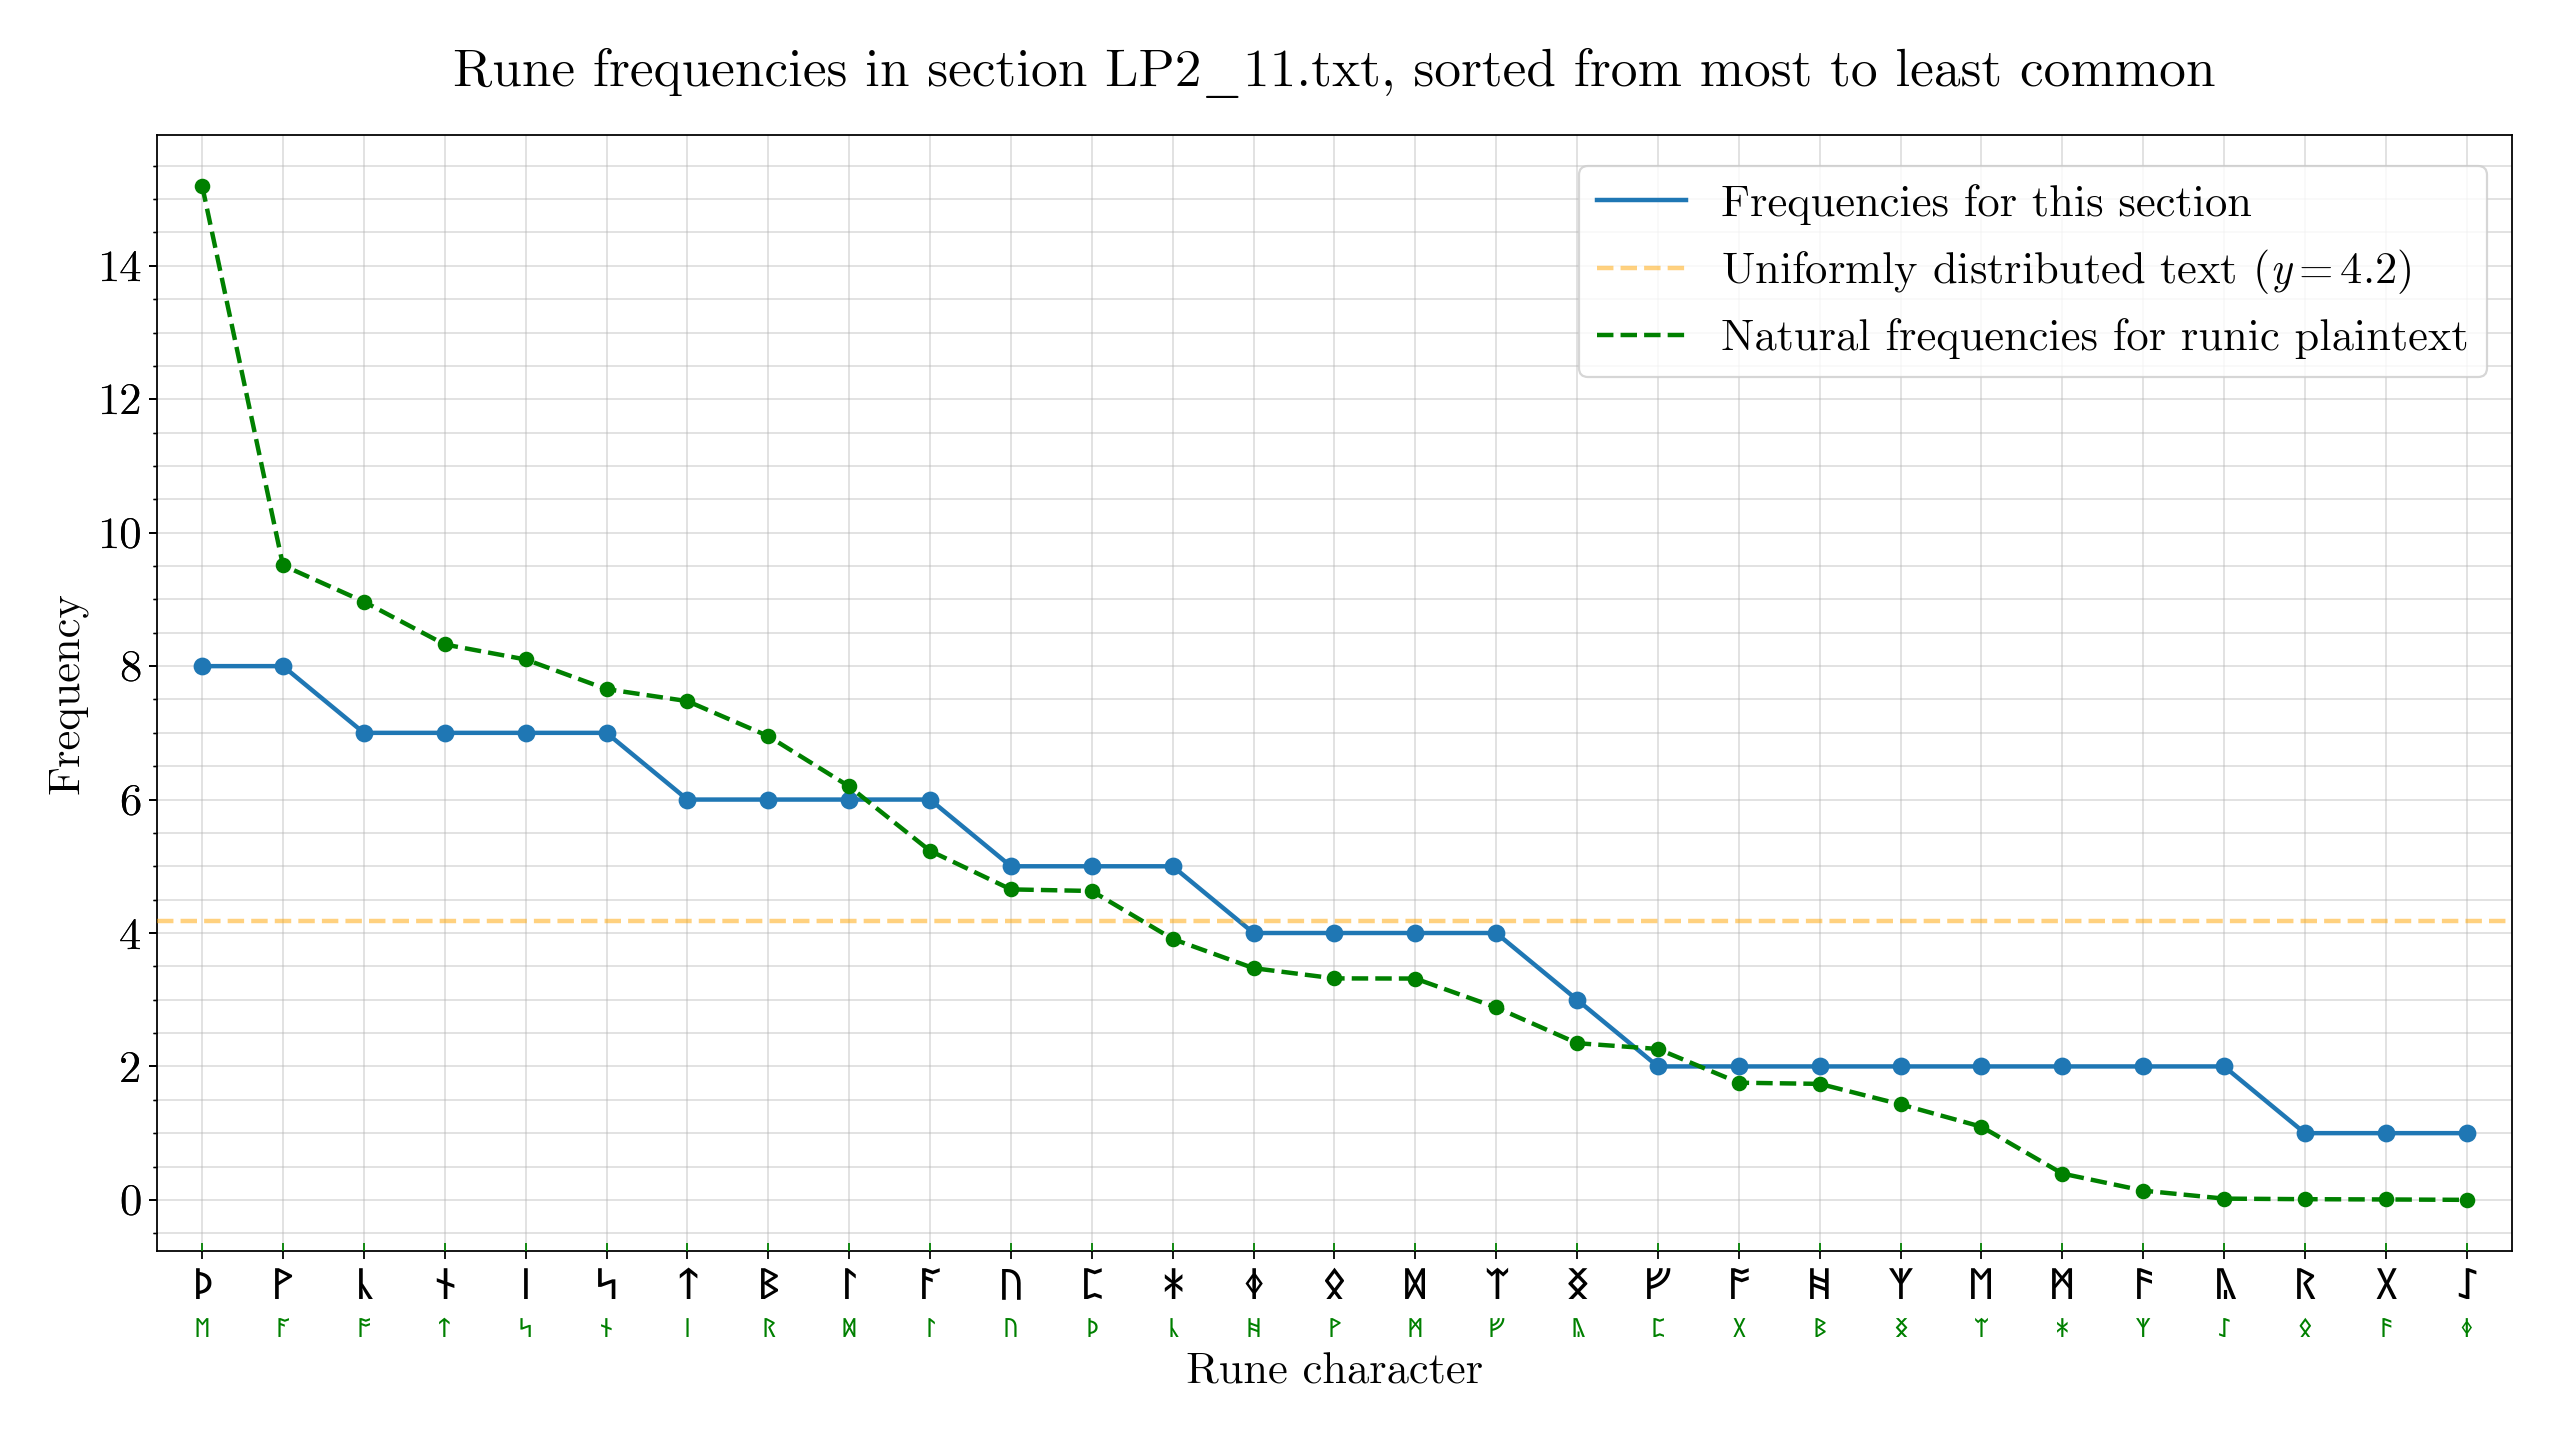 Rune frequencies in section LP2_11.txt, sorted from most to least common
Frequencies for this section
Uniformly distributed text (y = 4.2)
Natural frequencies for runic plaintext
14
12
10
8
6
4
2
0
Frequency
ᚦ ᚹ ᚳ ᚾ ᛁ ᛋ ᛏ ᛒ ᛚ ᚪ ᚢ ᛈ ᛡ ᛄ ᛟ ᛞ ᛠ ᛝ ᚠ ᚩ ᚻ ᛉ ᛖ ᛗ ᚫ ᚣ ᚱ ᚷ ᛇ
ᛖ ᚪ ᚩ ᛏ ᛋ ᚾ ᛁ ᚱ ᛞ ᛚ ᚢ ᚦ ᚳ ᚻ ᚹ ᛗ ᚠ ᚣ ᛈ ᚷ ᛒ ᛝ ᛠ ᛡ ᛉ ᛇ ᛟ ᚫ ᛄ
Rune character